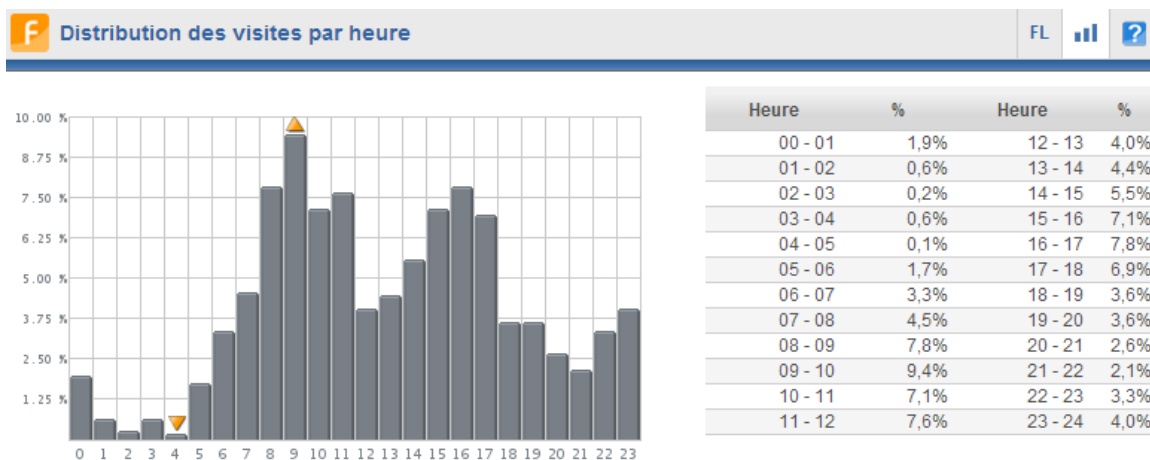 Distribution des visites par heure
FL
?
10.00 %
8.75 %
7.50 %
6.25 %
5.00 %
3.75 %
2.50 %
1.25 %
0 1 2 3 4 5 6 7 8 9 10 11 12 13 14 15 16 17 18 19 20 21 22 23
Heure % Heure %
00 - 01 1,9% 12 - 13 4,0%
01 - 02 0,6% 13 - 14 4,4%
02 - 03 0,2% 14 - 15 5,5%
03 - 04 0,6% 15 - 16 7,1%
04 - 05 0,1% 16 - 17 7,8%
05 - 06 1,7% 17 - 18 6,9%
06 - 07 3,3% 18 - 19 3,6%
07 - 08 4,5% 19 - 20 3,6%
08 - 09 7,8% 20 - 21 2,6%
09 - 10 9,4% 21 - 22 2,1%
10 - 11 7,1% 22 - 23 3,3%
11 - 12 7,6% 23 - 24 4,0%